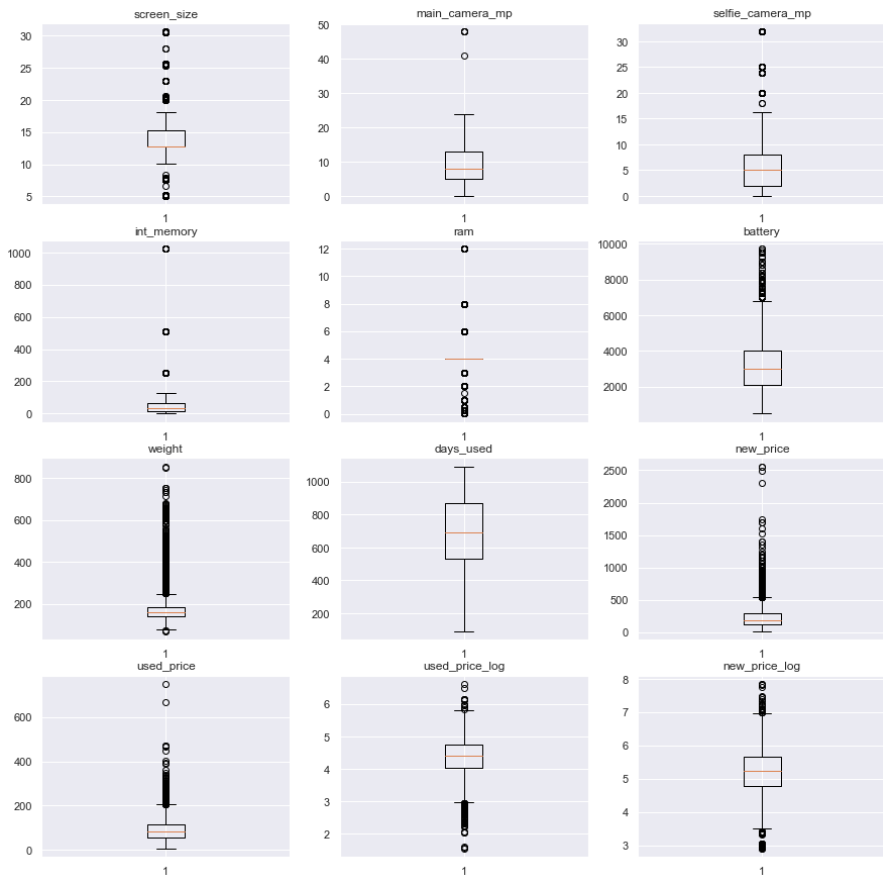 screen_size main_camera_mp selfie_camera_mp
30 50 30
25 40 25
20 30 20
15 20 15
10 10 10
5 0 5
0
1 1 1
int_memory ram battery
1000 12 10000
800 10 8000
600 8 6000
400 6 4000
200 4 2000
0 2
0
1 1 1
weight days_used new_price
800 1000 2500
600 800 2000
400 600 1500
200 400 1000
200 500
0
1 1 1
used_price used_price_log new_price_log
600 6 8
400 5 7
200 4 6
0 3 5
2 4
3
1 1 1